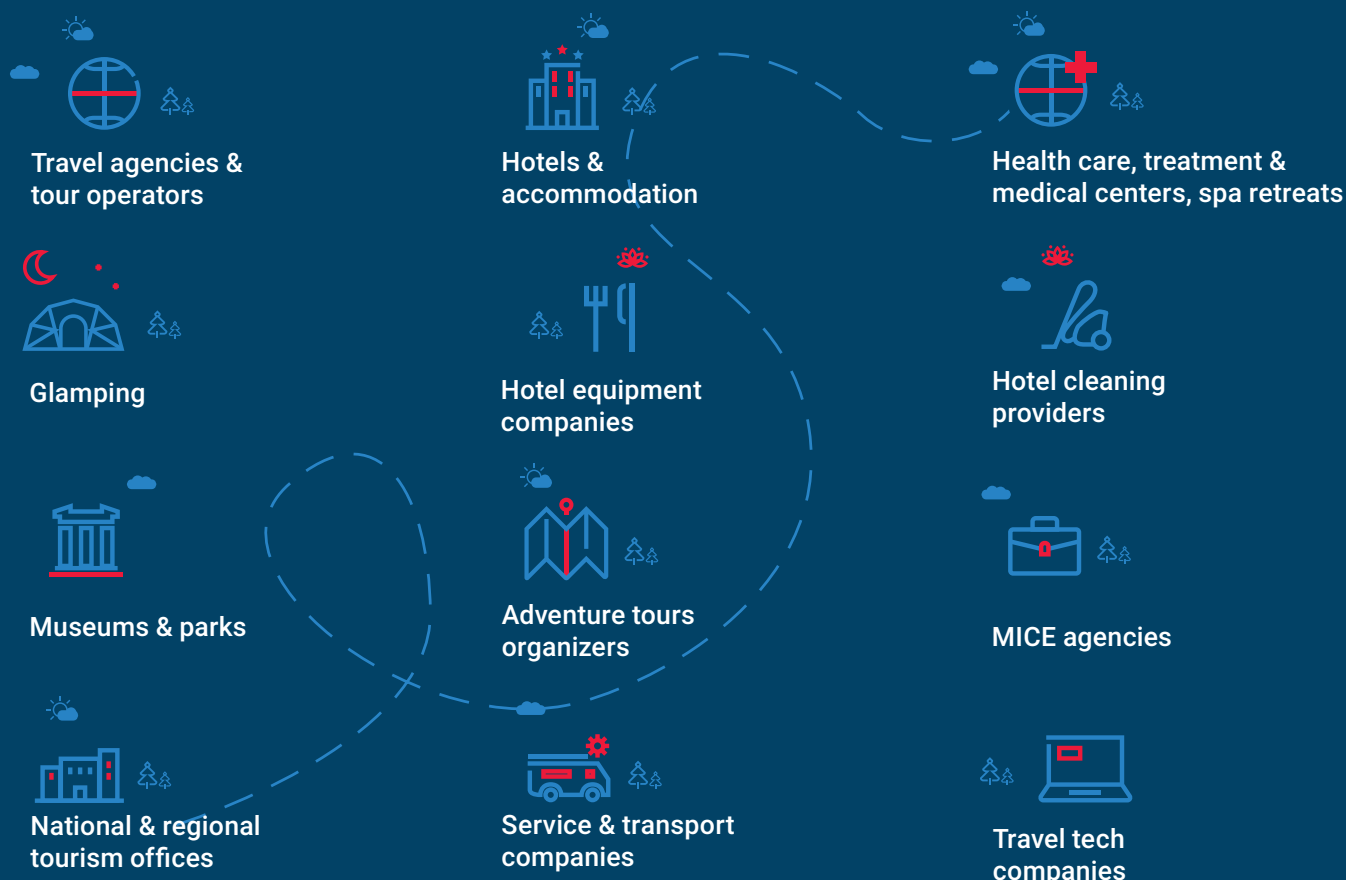 Travel agencies &
tour operators
Hotels &
accommodation
Health care, treatment &
medical centers, spa retreats
Glamping
Hotel equipment
companies
Hotel cleaning
providers
Museums & parks
Adventure tours
organizers
MICE agencies
National & regional
tourism offices
Service & transport
companies
Travel tech
companies